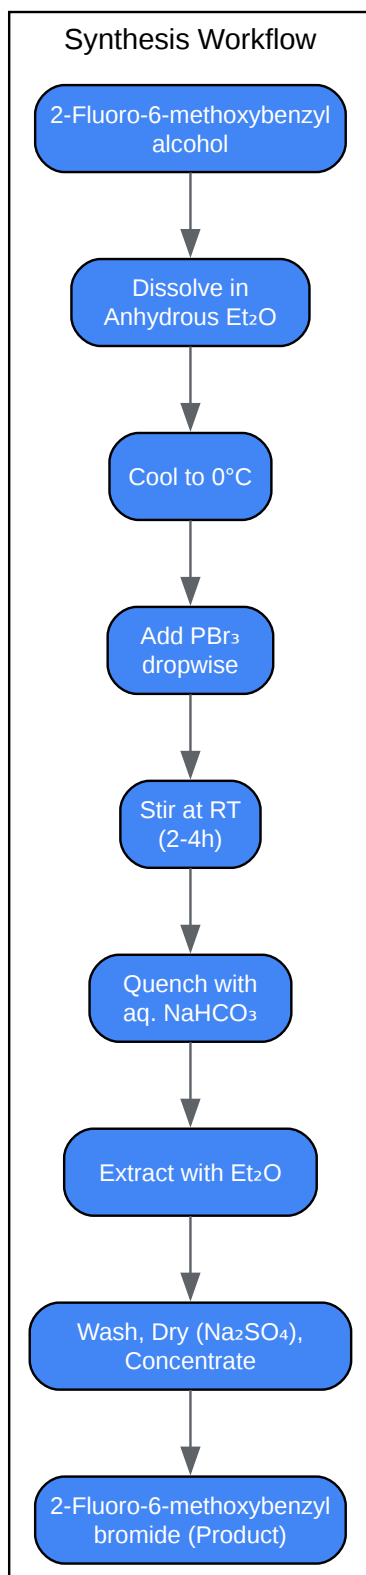 Synthesis Workflow
2-Fluoro-6-methoxybenzyl
alcohol
Dissolve in
Anhydrous Et₂O
Cool to 0°C
Add PBr₃
dropwise
Stir at RT
(2-4h)
Quench with
aq. NaHCO₃
Extract with Et₂O
Wash, Dry (Na₂SO₄),
Concentrate
2-Fluoro-6-methoxybenzyl
bromide (Product)